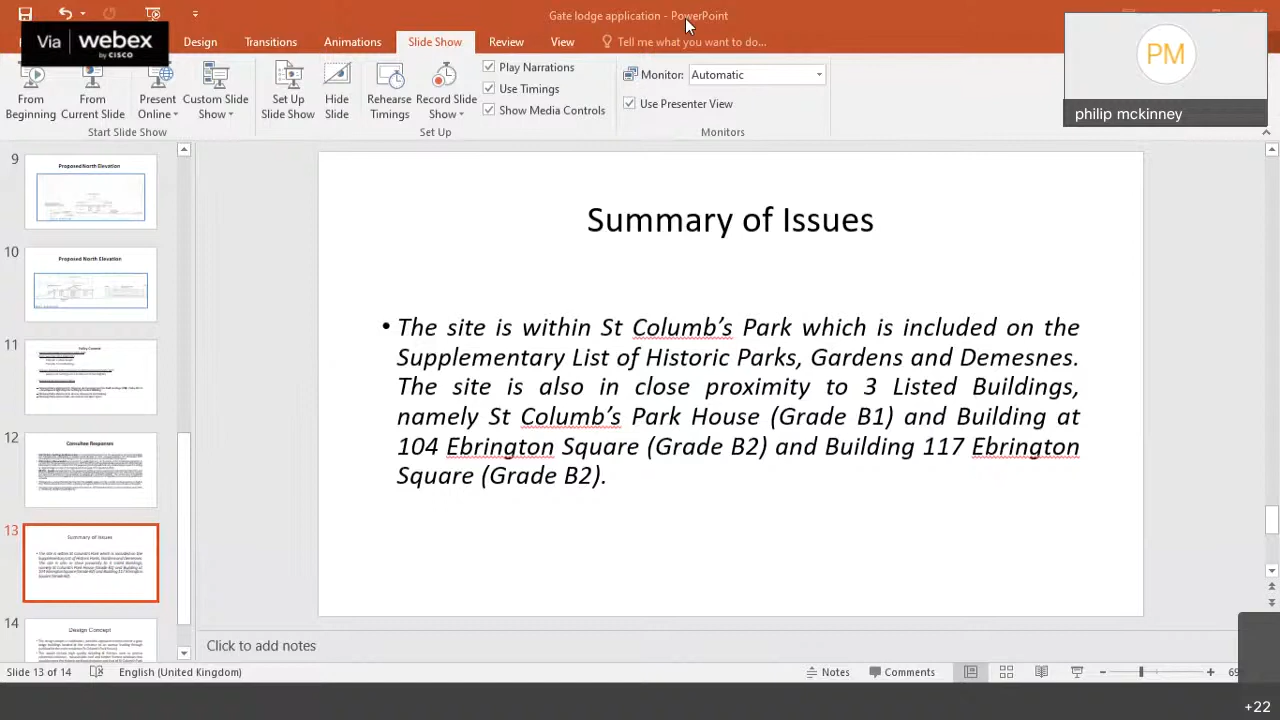 Gate lodge application - PowerPoint
Via webex by CISCO
Design Transitions Animations Slide Show Review View Tell me what you want to do...
PM
philip mckinney
From Beginning
From Current Slide
Present Online
Custom Slide Show
Start Slide Show
Set Up Slide Show
Hide Slide
Rehearse Timings
Record Slide Show
Play Narrations
Use Timings
Show Media Controls
Set Up
Monitor: Automatic
Use Presenter View
Monitors
9
Proposed North Elevation
10
Proposed North Elevation
11
12
Consultee Responses
13
Summary of Issues
14
Design Concept
Summary of Issues
• The site is within St Columb's Park which is included on the
Supplementary List of Historic Parks, Gardens and Demesnes.
The site is also in close proximity to 3 Listed Buildings,
namely St Columb's Park House (Grade B1) and Building at
104 Ebrington Square (Grade B2) and Building 117 Ebrington
Square (Grade B2).
Click to add notes
Slide 13 of 14 English (United Kingdom) Notes Comments
+22